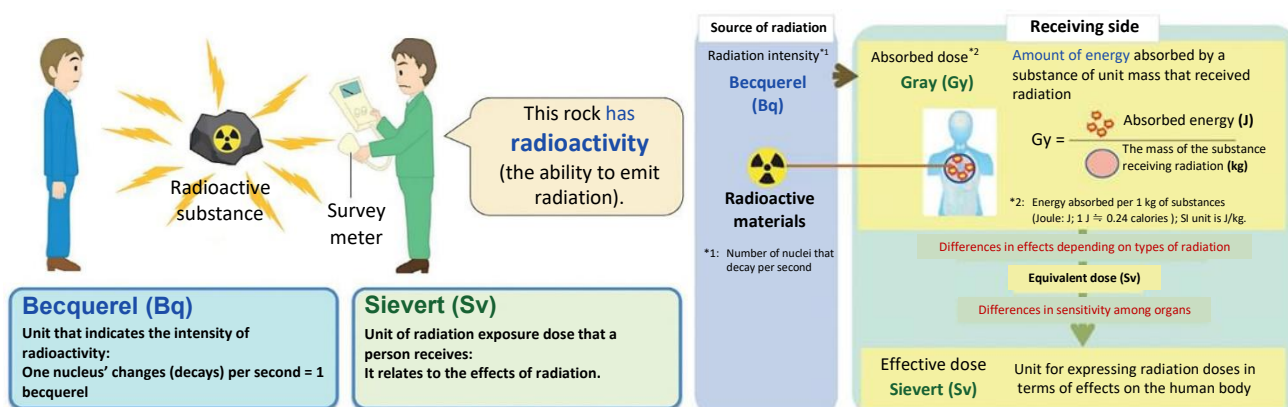 This rock has
radioactivity
(the ability to emit
radiation).
Radioactive
substance
Survey
meter
Becquerel (Bq)
Unit that indicates the intensity of
radioactivity:
One nucleus’ changes (decays) per second = 1
becquerel
Sievert (Sv)
Unit of radiation exposure dose that a
person receives:
It relates to the effects of radiation.
Source of radiation
Radiation intensity*1
Becquerel
(Bq)
Radioactive
materials
*1: Number of nuclei that
decay per second
Receiving side
Absorbed dose*2
Gray (Gy)
Amount of energy absorbed by a
substance of unit mass that received
radiation
Gy =
Absorbed energy (J)
The mass of the substance
receiving radiation (kg)
*2: Energy absorbed per 1 kg of substances
(Joule: J; 1 J ≒ 0.24 calories ); SI unit is J/kg.
Differences in effects depending on types of radiation
Equivalent dose (Sv)
Differences in sensitivity among organs
Effective dose
Sievert (Sv)
Unit for expressing radiation doses in
terms of effects on the human body